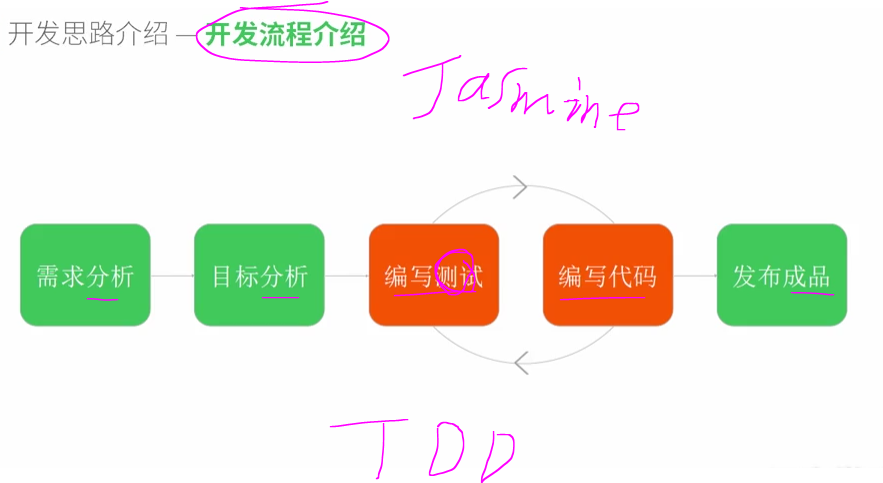 开发思路介绍 — 开发流程介绍
Jasmine
需求分析
目标分析
编写测试
编写代码
发布成品
TDD